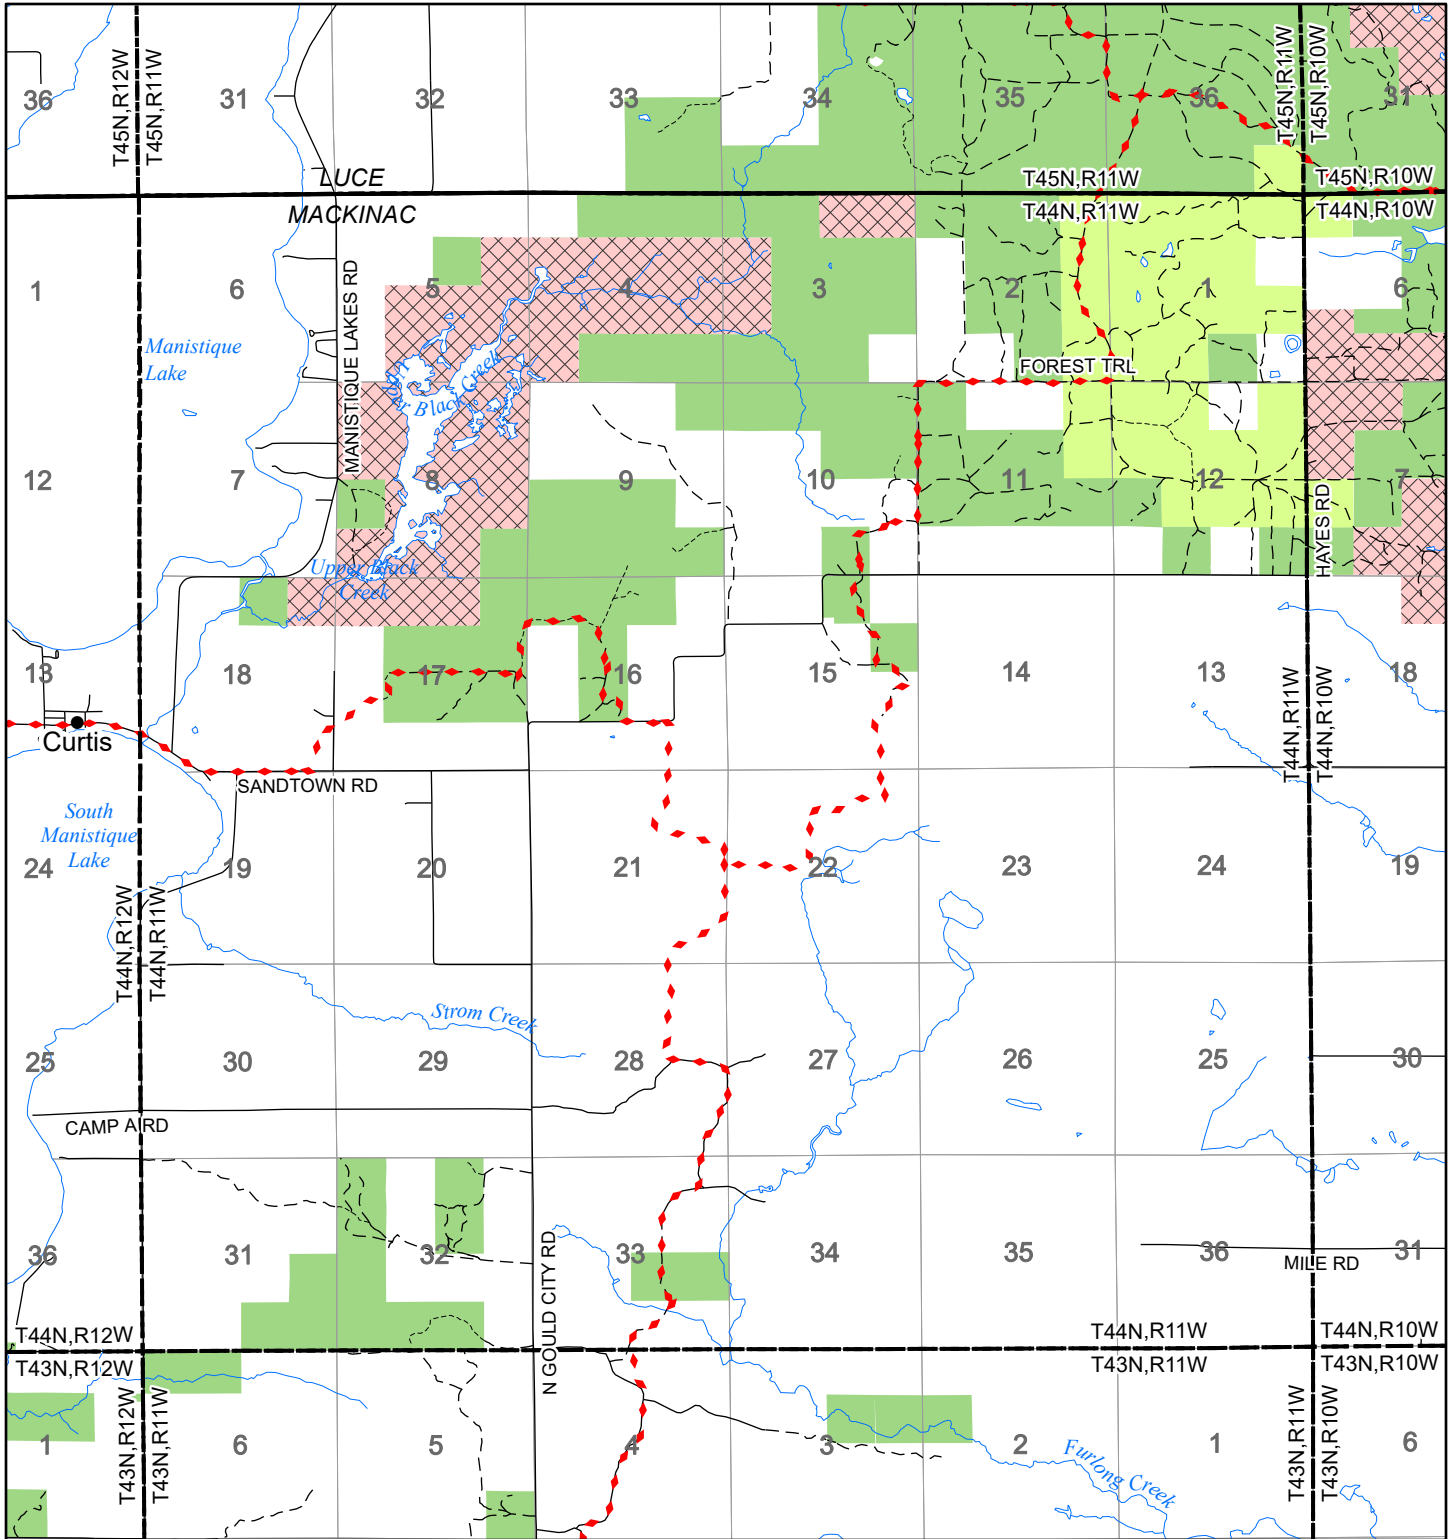 T45N,R12W
T45N,R11W
T45N,R11W
T45N,R10W
36
31
32
33
34
35
36
31
LUCE
MACKINAC
T45N,R11W
T44N,R11W
T45N,R10W
T44N,R10W
1
6
5
4
3
2
1
6
Manistique
Lake
MANISTIQUE LAKES RD
FOREST TRL
Upper Black Creek
12
7
8
9
10
11
12
7
HAYES RD
Upper Black
Creek
13
18
17
16
15
14
13
18
Curtis
T44N,R11W
T44N,R10W
SANDTOWN RD
South
Manistique
Lake
24
19
20
21
22
23
24
19
T44N,R12W
T44N,R11W
Strom Creek
25
30
29
28
27
26
25
30
CAMP A RD
36
31
32
33
34
35
36
31
MILE RD
N GOULD CITY RD
T44N,R12W
T43N,R12W
T44N,R11W
T43N,R11W
T44N,R10W
T43N,R10W
T43N,R12W
T43N,R11W
T43N,R11W
T43N,R10W
1
6
5
4
3
2
1
6
Furlong Creek